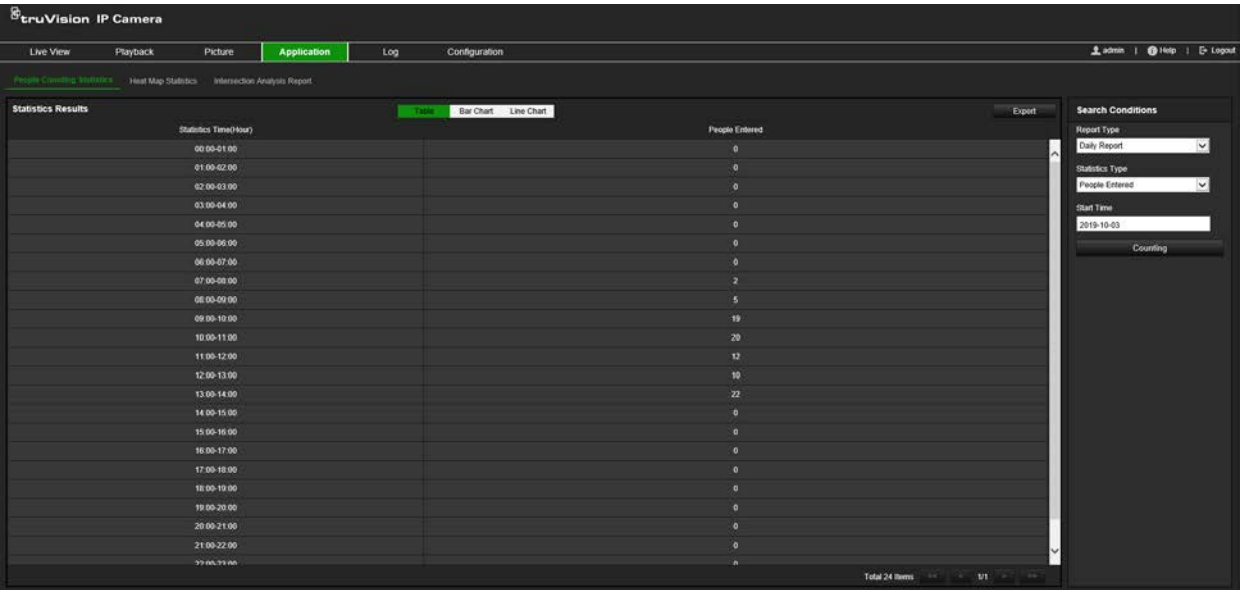 truVision IP Camera
Live View Playback Picture Application Log Configuration admin | Help | Logout
People Counting Statistics Heat Map Statistics Intersection Analysis Report
Statistics Results Table Bar Chart Line Chart Export Search Conditions
Statistics Time(Hour) People Entered Report Type
00:00-01:00 0 Daily Report
01:00-02:00 0 Statistics Type
02:00-03:00 0 People Entered
03:00-04:00 0 Start Time
04:00-05:00 0 2019-10-03
05:00-06:00 0 Counting
06:00-07:00 0
07:00-08:00 2
08:00-09:00 5
09:00-10:00 19
10:00-11:00 20
11:00-12:00 12
12:00-13:00 10
13:00-14:00 22
14:00-15:00 0
15:00-16:00 0
16:00-17:00 0
17:00-18:00 0
18:00-19:00 0
19:00-20:00 0
20:00-21:00 0
21:00-22:00 0
22:00-23:00 0
Total 24 Items << < 1/1 > >>